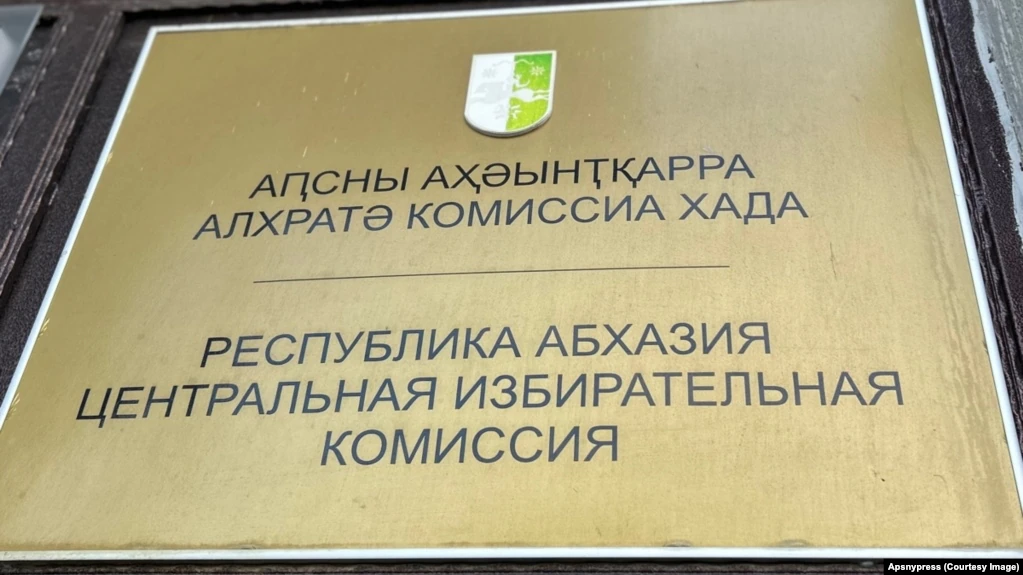 АԤСНЫ АҲӘЫНҬҚАРРА
АЛХРАТӘ КОМИССИА ХАДА
РЕСПУБЛИКА АБХАЗИЯ
ЦЕНТРАЛЬНАЯ ИЗБИРАТЕЛЬНАЯ
КОМИССИЯ
Apsnypress (Courtesy Image)